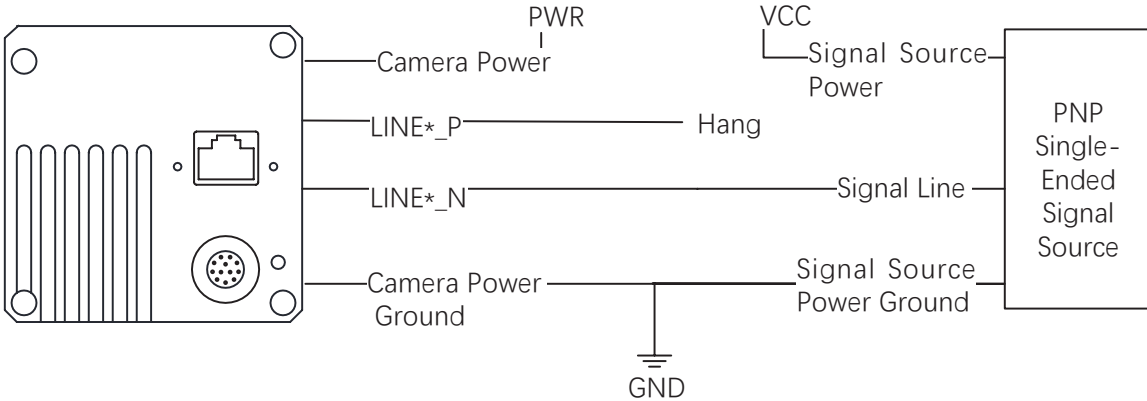 PWR
VCC
Camera Power
Signal Source
Power
LINE*_P
Hang
LINE*_N
Signal Line
Camera Power
Ground
Signal Source
Power Ground
GND
PNP
Single-
Ended
Signal
Source